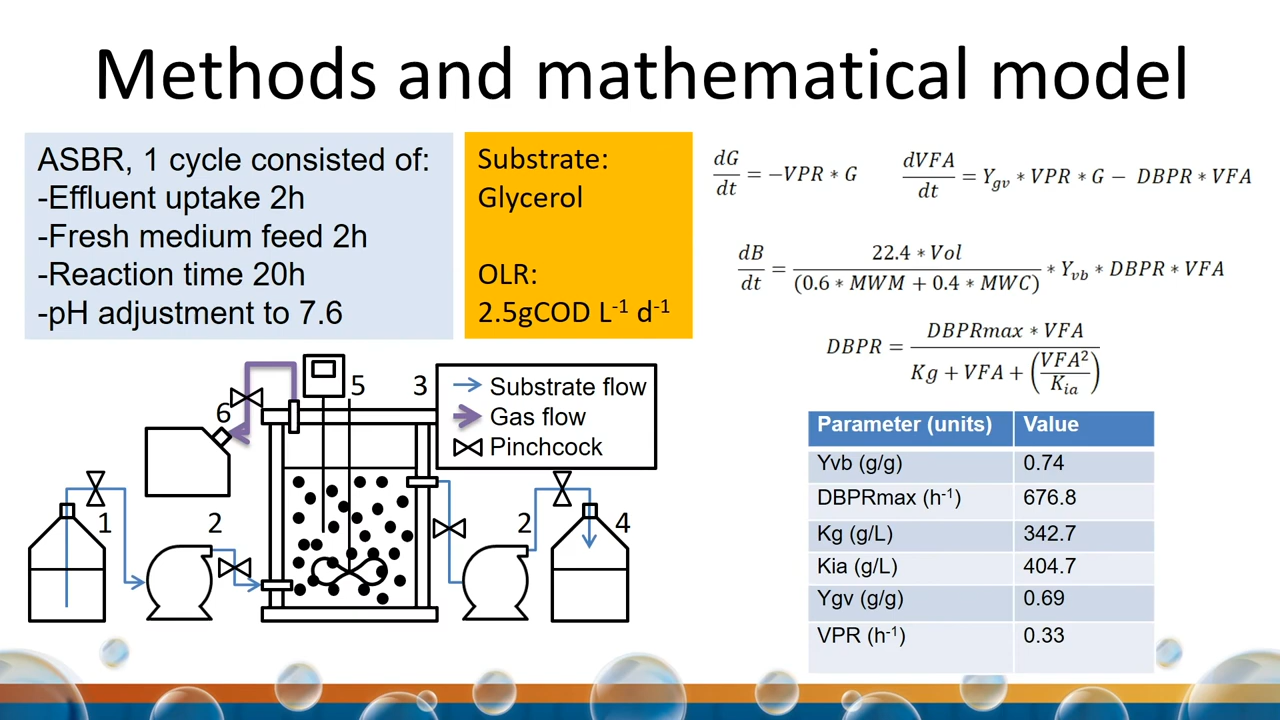 Methods and mathematical model
ASBR, 1 cycle consisted of:
-Effluent uptake 2h
-Fresh medium feed 2h
-Reaction time 20h
-pH adjustment to 7.6
Substrate:
Glycerol
OLR:
2.5gCOD L⁻¹ d⁻¹
dG/dt = −VPR * G
dVFA/dt = Y_gv * VPR * G − DBPR * VFA
dB/dt = 22.4 * Vol / (0.6 * MWM + 0.4 * MWC) * Y_vb * DBPR * VFA
DBPR = DBPRmax * VFA / (Kg + VFA + (VFA²/K_ia))
5
3
6
1
2
2
4
Substrate flow
Gas flow
Pinchcock
Parameter (units) Value
Yvb (g/g) 0.74
DBPRmax (h⁻¹) 676.8
Kg (g/L) 342.7
Kia (g/L) 404.7
Ygv (g/g) 0.69
VPR (h⁻¹) 0.33